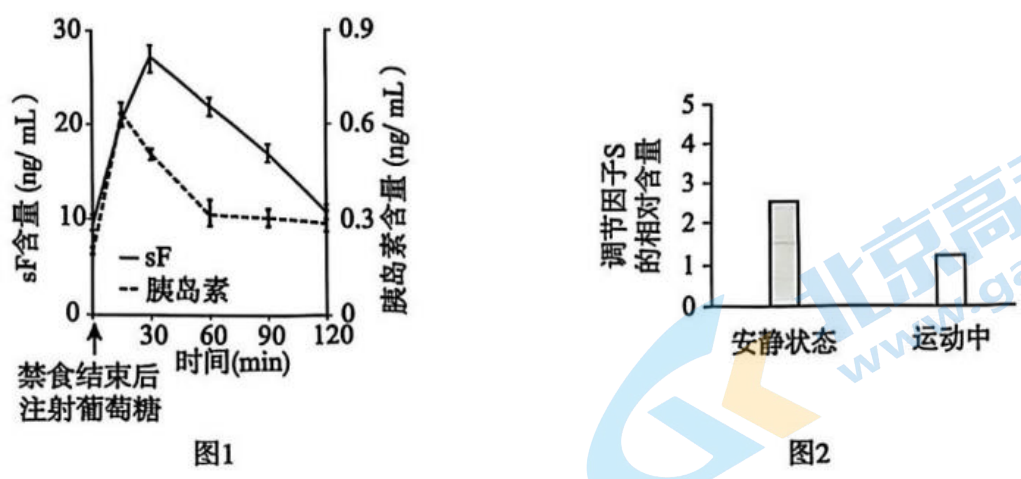 sF含量 (ng/ mL)
30
20
10
0
胰岛素含量 (ng/ mL)
0.9
0.6
0.3
0
sF
胰岛素
30
60
90
120
时间(min)
禁食结束后
注射葡萄糖
图1
调节因子S
的相对含量
5
4
3
2
1
0
安静状态
运动中
图2
北京高
www.ga